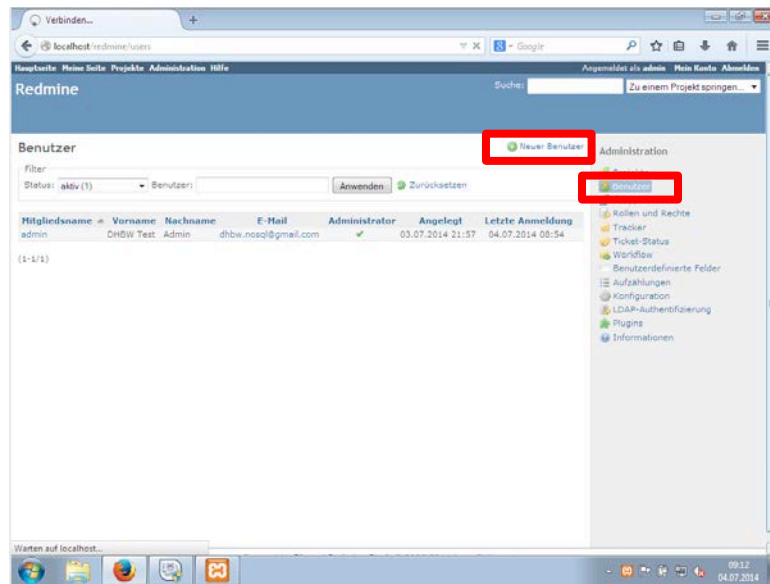 Verbinden...
localhost/redmine/users
Google
Hauptseite Meine Seite Projekte Administration Hilfe
Angemeldet als admin Mein Konto Abmelden
Redmine
Suche:
Zu einem Projekt springen...
Benutzer
Neuer Benutzer
Filter
Status: aktiv (1) Benutzer: Anwenden Zurücksetzen
Mitgliedsname Vorname Nachname E-Mail Administrator Angelegt Letzte Anmeldung
admin DHBW Test Admin dhbw.nosql@gmail.com 03.07.2014 21:57 04.07.2014 08:54
(1-1/1)
Administration
Benutzer
Rollen und Rechte
Tracker
Ticket-Status
Workflow
Benutzerdefinierte Felder
Aufzählungen
Konfiguration
LDAP-Authentifizierung
Plugins
Informationen
Warten auf localhost...
09:12
04.07.2014